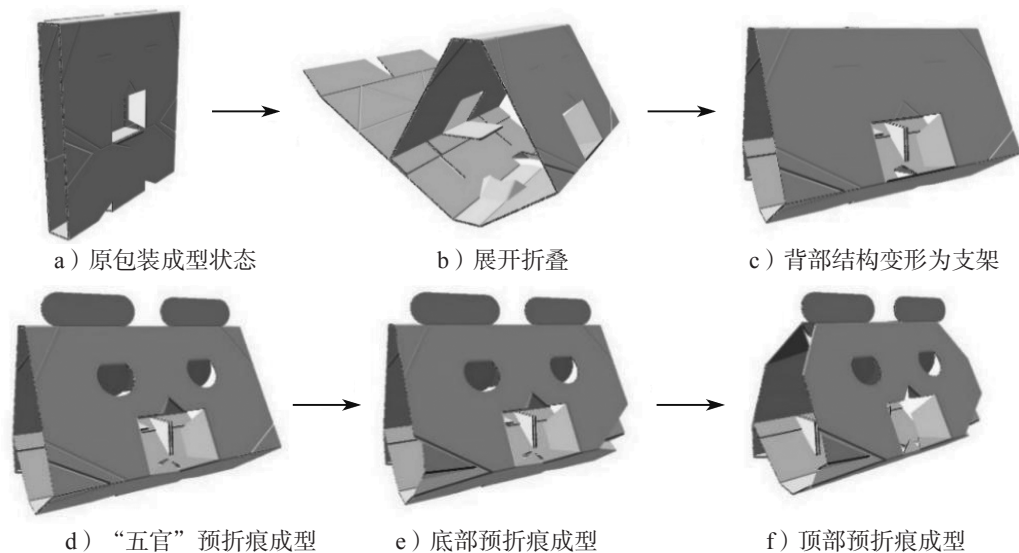 a）原包装成型状态
b）展开折叠
c）背部结构变形为支架
d）“五官”预折痕成型
e）底部预折痕成型
f）顶部预折痕成型